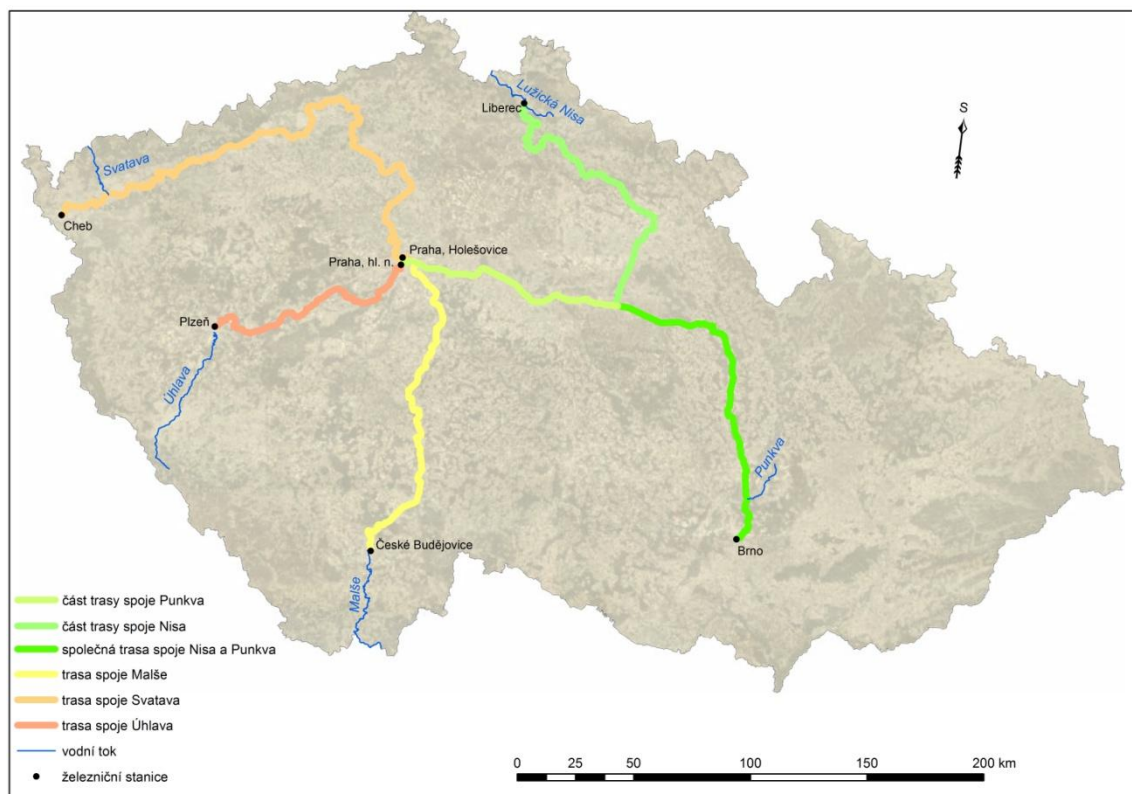 Lužická Nisa
Liberec
S
Svatava
Cheb
Praha, Holešovice
Praha, hl. n.
Plzeň
Úhlava
Punkva
České Budějovice
Brno
Malše
část trasy spoje Punkva
část trasy spoje Nisa
společná trasa spoje Nisa a Punkva
trasa spoje Malše
trasa spoje Svatava
trasa spoje Úhlava
vodní tok
železniční stanice
0 25 50 100 150 200 km